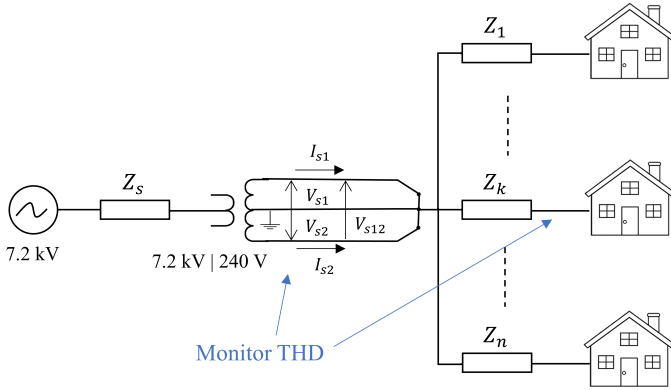 Z₁
Iₛ₁
Zₛ
Vₛ₁
Zₖ
Vₛ₂
Vₛ₁₂
7.2 kV
7.2 kV | 240 V
Iₛ₂
Monitor THD
Zₙ